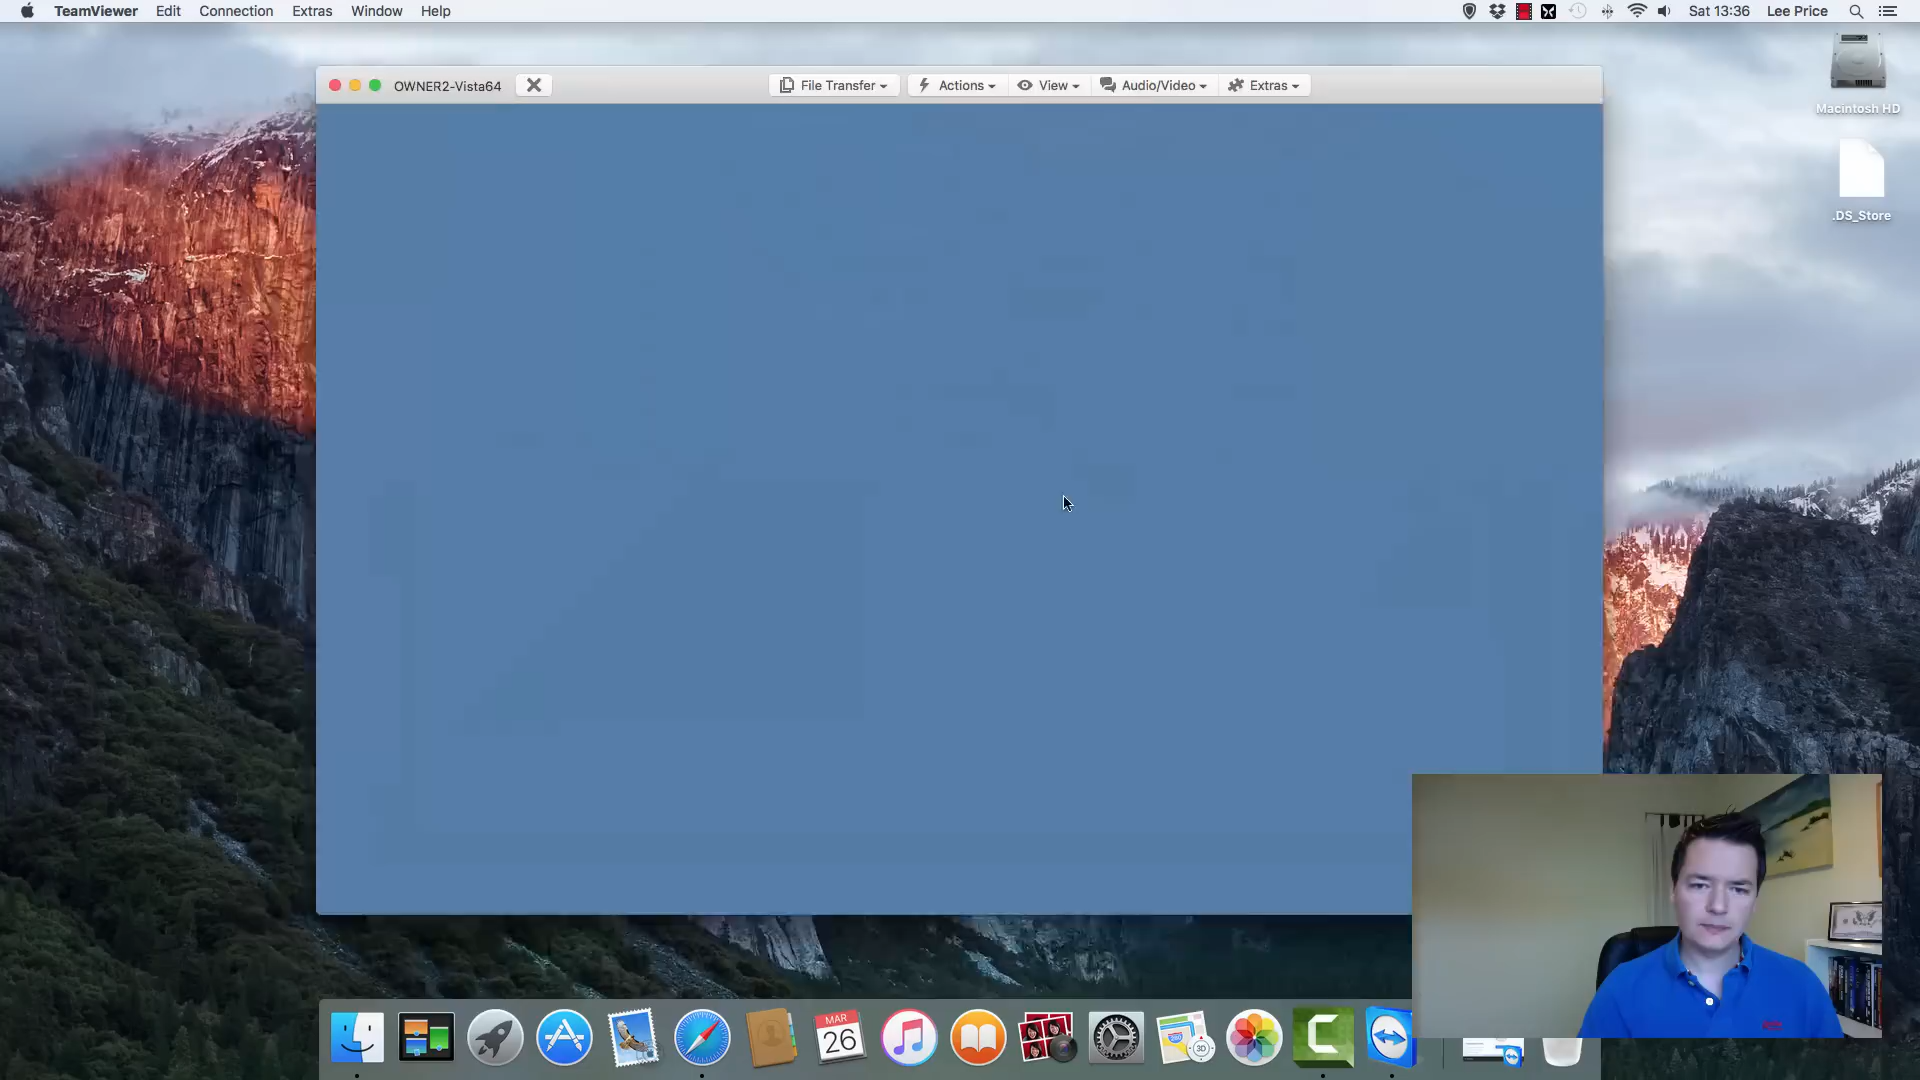 TeamViewer Edit Connection Extras Window Help
Sat 13:36 Lee Price
OWNER2-Vista64 File Transfer Actions View Audio/Video Extras
Macintosh HD
.DS_Store
MAR
26
3D